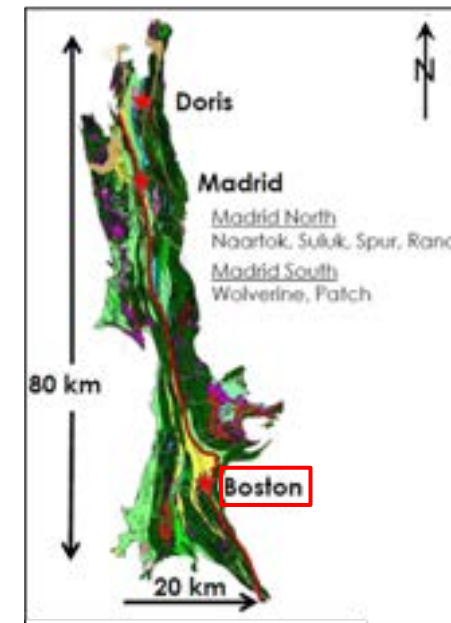 N
Doris
Madrid
Madrid North
Naartok, Suluk, Spur, Rand
Madrid South
Wolverine, Patch
80 km
Boston
20 km